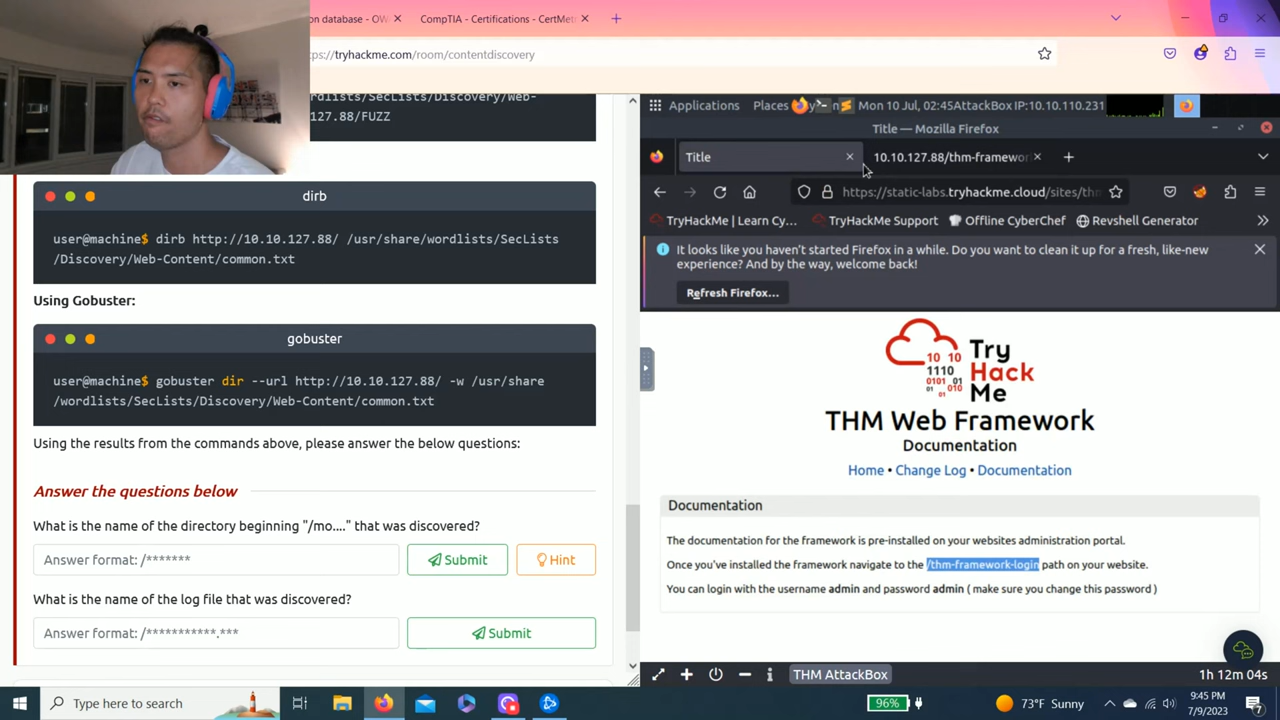 on database - OW
CompTIA - Certifications - CertMet
ps://tryhackme.com/room/contentdiscovery
rdlists/SecLists/Discovery/Web-
.127.88/FUZZ
dirb
user@machine$ dirb http://10.10.127.88/ /usr/share/wordlists/SecLists
/Discovery/Web-Content/common.txt
Using Gobuster:
gobuster
user@machine$ gobuster dir --url http://10.10.127.88/ -w /usr/share
/wordlists/SecLists/Discovery/Web-Content/common.txt
Using the results from the commands above, please answer the below questions:
Answer the questions below
What is the name of the directory beginning "/mo...." that was discovered?
Answer format: /*******
Submit
Hint
What is the name of the log file that was discovered?
Answer format: /***********.***
Submit
Applications
Places
Mon 10 Jul, 02:45
AttackBox IP:10.10.110.231
Title — Mozilla Firefox
Title
10.10.127.88/thm-framewor
https://static-labs.tryhackme.cloud/sites/thm
TryHackMe | Learn Cy...
TryHackMe Support
Offline CyberChef
Revshell Generator
It looks like you haven't started Firefox in a while. Do you want to clean it up for a fresh, like-new
experience? And by the way, welcome back!
Refresh Firefox...
Try
Hack
Me
THM Web Framework
Documentation
Home • Change Log • Documentation
Documentation
The documentation for the framework is pre-installed on your websites administration portal.
Once you've installed the framework navigate to the /thm-framework-login path on your website.
You can login with the username admin and password admin ( make sure you change this password )
THM AttackBox
1h 12m 04s
Type here to search
96%
73°F Sunny
9:45 PM
7/9/2023
7